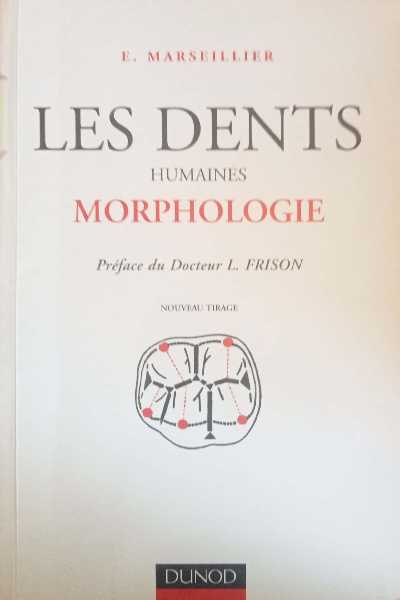 E. MARSEILLIER
LES DENTS
HUMAINES
MORPHOLOGIE
Préface du Docteur L. FRISON
NOUVEAU TIRAGE
DUNOD